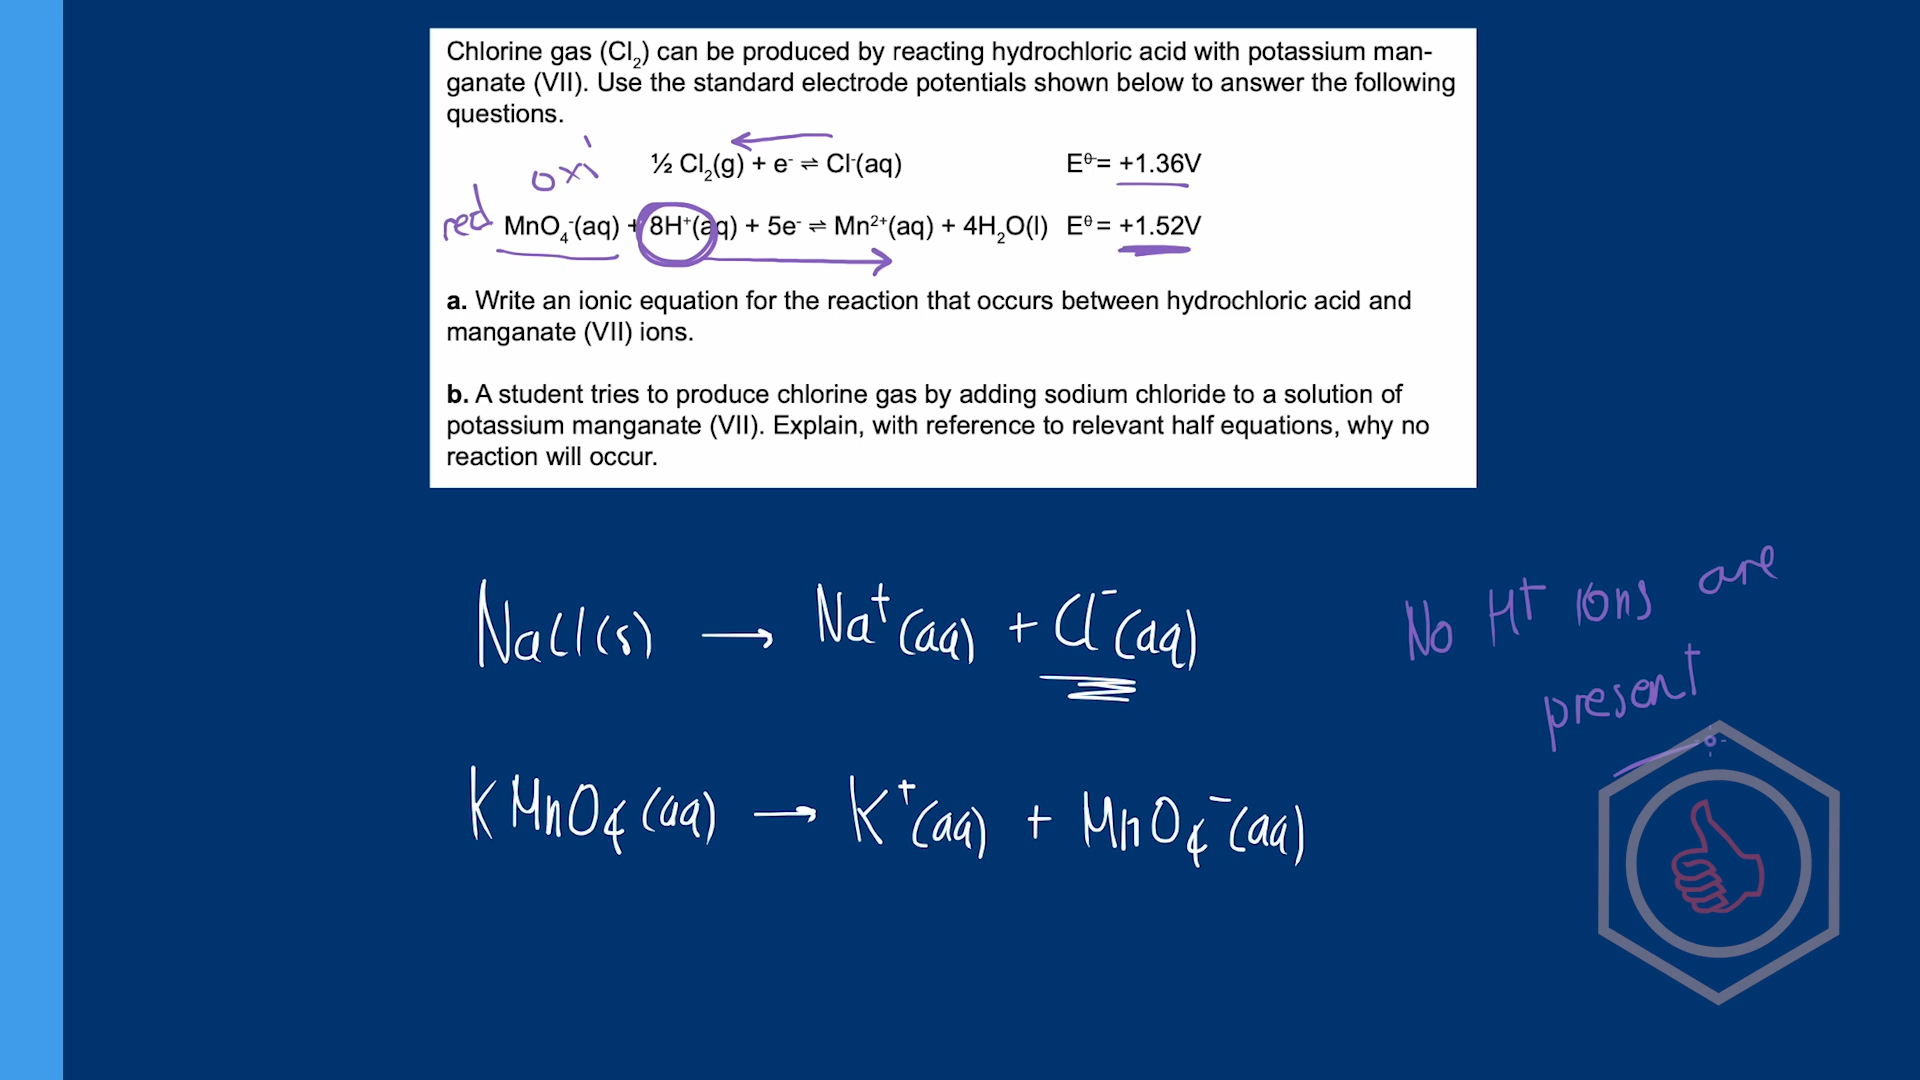 Chlorine gas (Cl₂) can be produced by reacting hydrochloric acid with potassium man-
ganate (VII). Use the standard electrode potentials shown below to answer the following
questions.
oxi
½ Cl₂(g) + e⁻ ⇌ Cl⁻(aq) E⦵= +1.36V
red MnO₄⁻(aq) + 8H⁺(aq) + 5e⁻ ⇌ Mn²⁺(aq) + 4H₂O(l) E⦵= +1.52V
a. Write an ionic equation for the reaction that occurs between hydrochloric acid and
manganate (VII) ions.
b. A student tries to produce chlorine gas by adding sodium chloride to a solution of
potassium manganate (VII). Explain, with reference to relevant half equations, why no
reaction will occur.
NaCl(s) → Na⁺(aq) + Cl⁻(aq)
No H⁺ ions are
present
KMnO₄(aq) → K⁺(aq) + MnO₄⁻(aq)